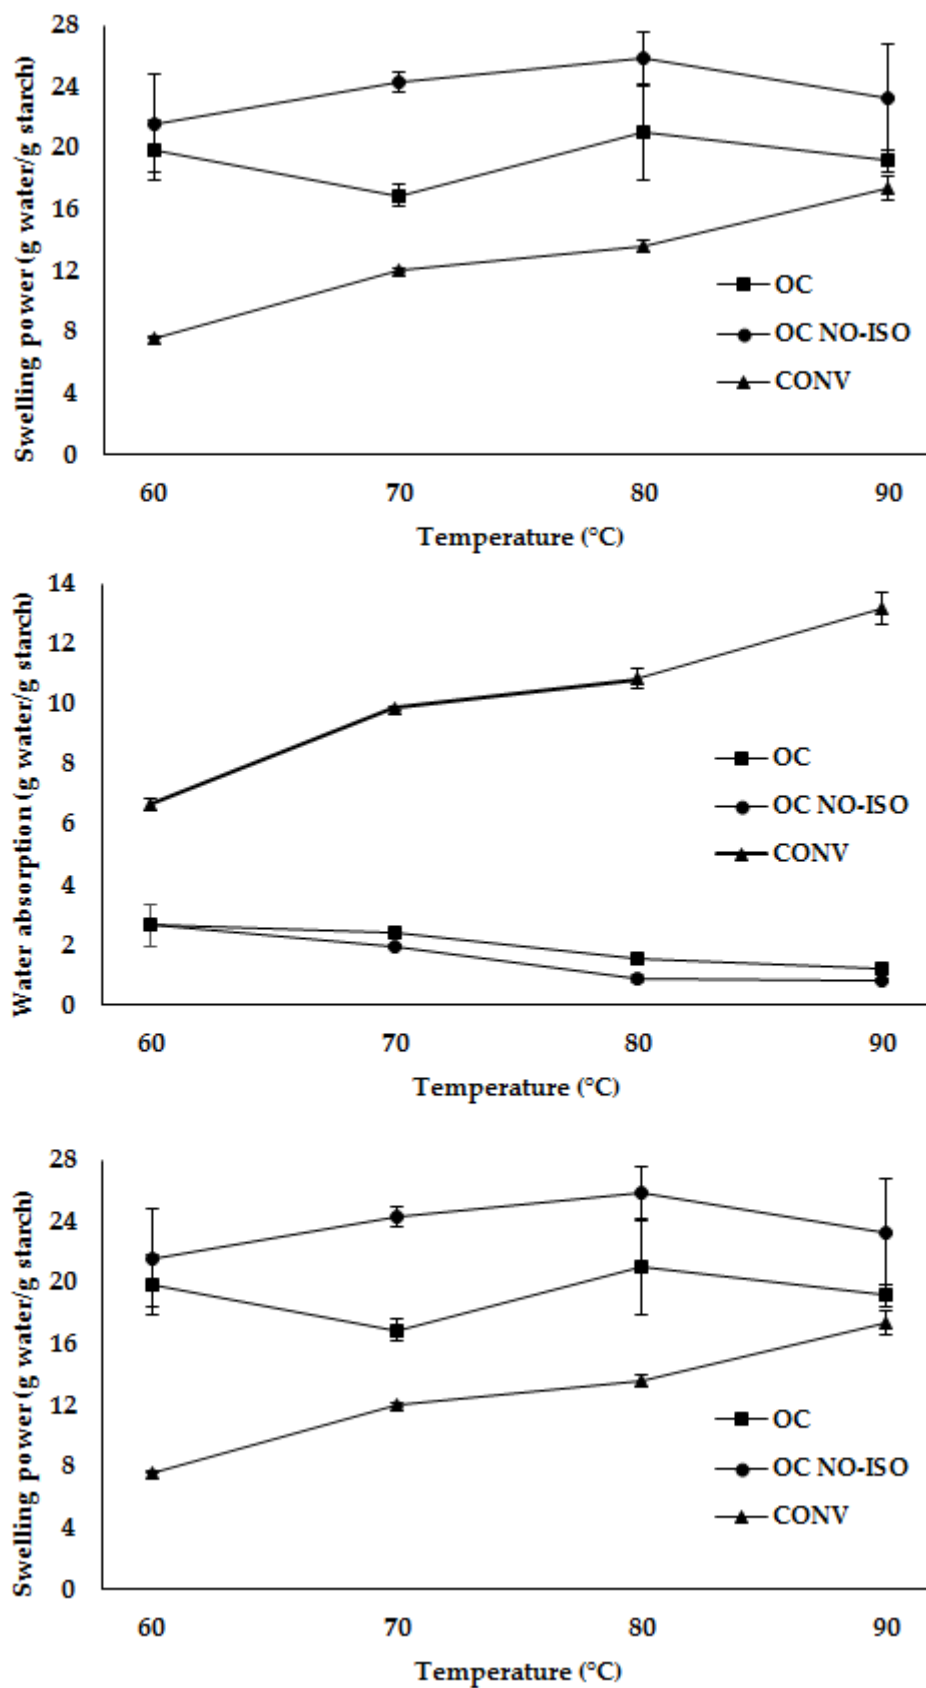 Swelling power (g water/g starch)
28
24
20
16
12
8
4
0
OC
OC NO-ISO
CONV
60 70 80 90
Temperature (°C)
Water absorption (g water/g starch)
14
12
10
8
6
4
2
0
OC
OC NO-ISO
CONV
60 70 80 90
Temperature (°C)
Swelling power (g water/g starch)
28
24
20
16
12
8
4
0
OC
OC NO-ISO
CONV
60 70 80 90
Temperature (°C)